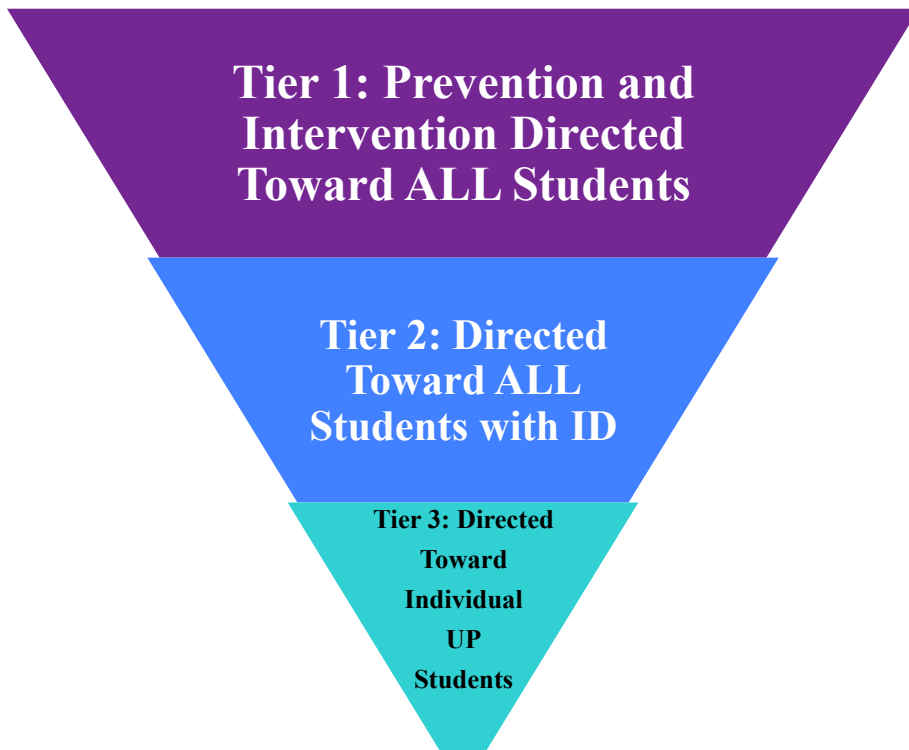 Tier 1: Prevention and
Intervention Directed
Toward ALL Students
Tier 2: Directed
Toward ALL
Students with ID
Tier 3: Directed
Toward
Individual
UP
Students